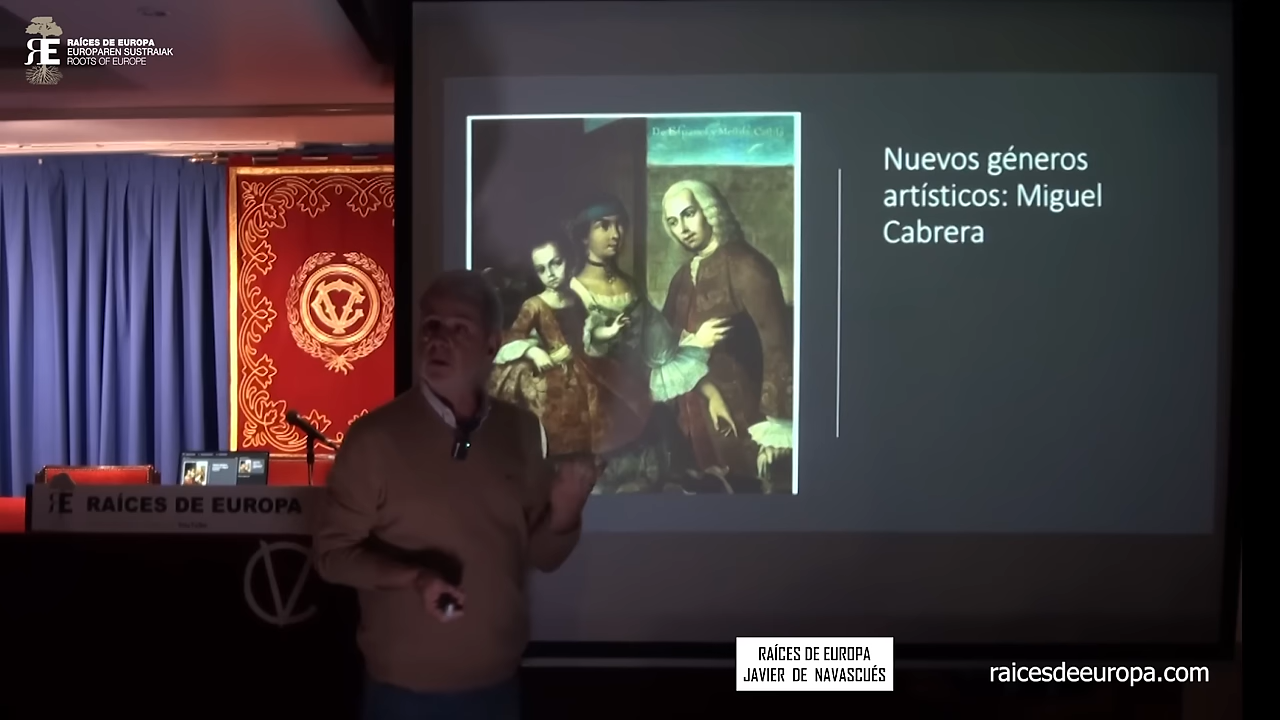 RAÍCES DE EUROPA
EUROPAREN SUSTRAIAK
ROOTS OF EUROPE
Nuevos géneros
artísticos: Miguel
Cabrera
RAÍCES DE EUROPA
RAÍCES DE EUROPA
JAVIER DE NAVASCUÉS
raicesdeeuropa.com